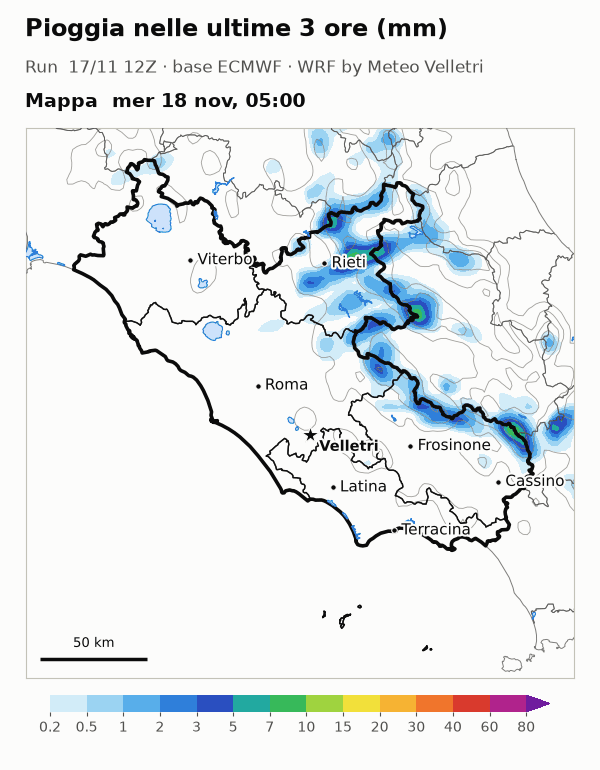 Pioggia nelle ultime 3 ore (mm)
Run 17/11 12Z · base ECMWF · WRF by Meteo Velletri
Mappa mer 18 nov, 05:00
Viterbo
Rieti
Roma
Velletri
Frosinone
Latina
Cassino
Terracina
50 km
0.2 0.5 1 2 3 5 7 10 15 20 30 40 60 80